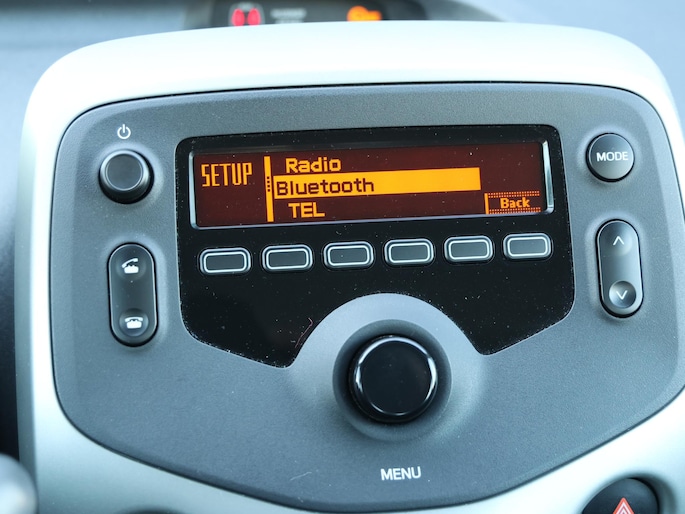 Radio
SETUP
Bluetooth
TEL
Back
MODE
MENU